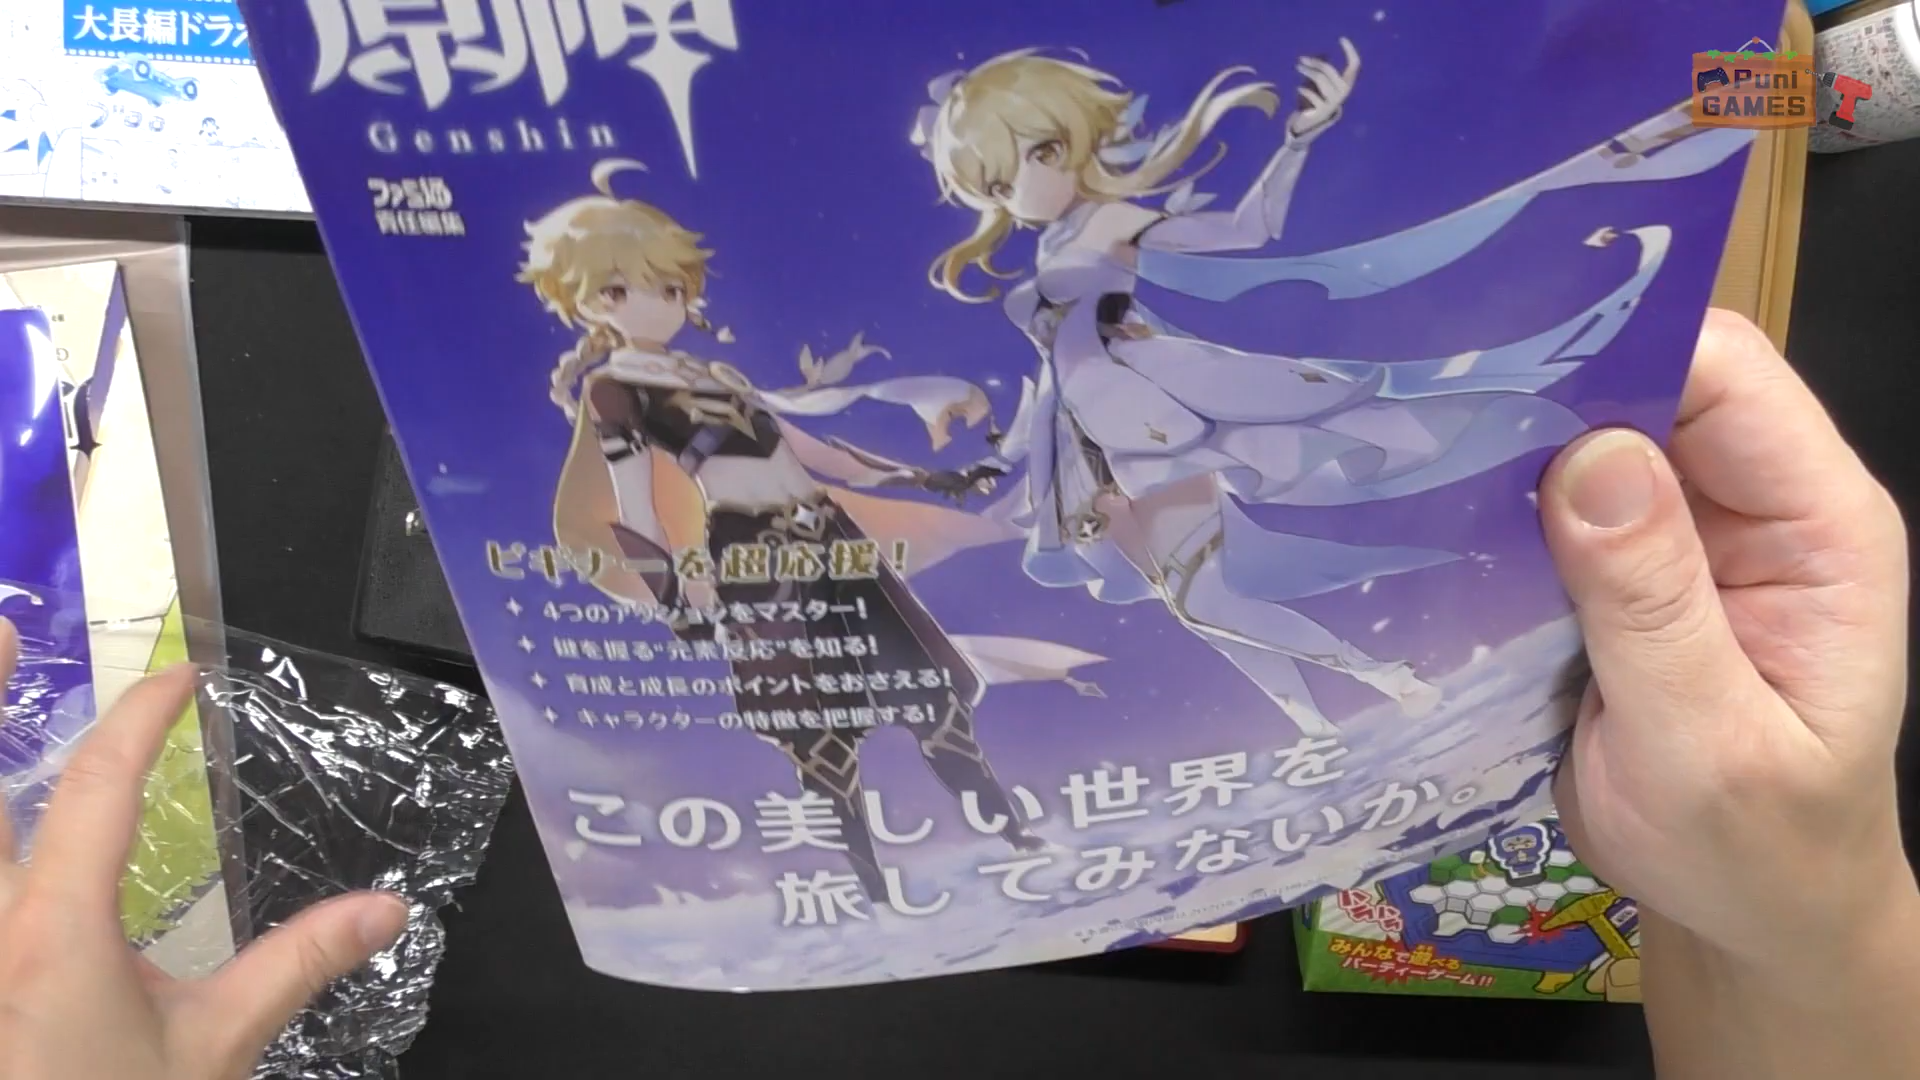 大長編ドラ
原神
Genshin
ファミ通
責任編集
ビギナーを超応援！
4つのアクションをマスター！
鍵を握る“元素反応”を知る！
育成と成長のポイントをおさえる！
キャラクターの特徴を把握する！
この美しい世界を
旅してみないか。
Puni
GAMES
みんなで遊べる
パーティーゲーム!!